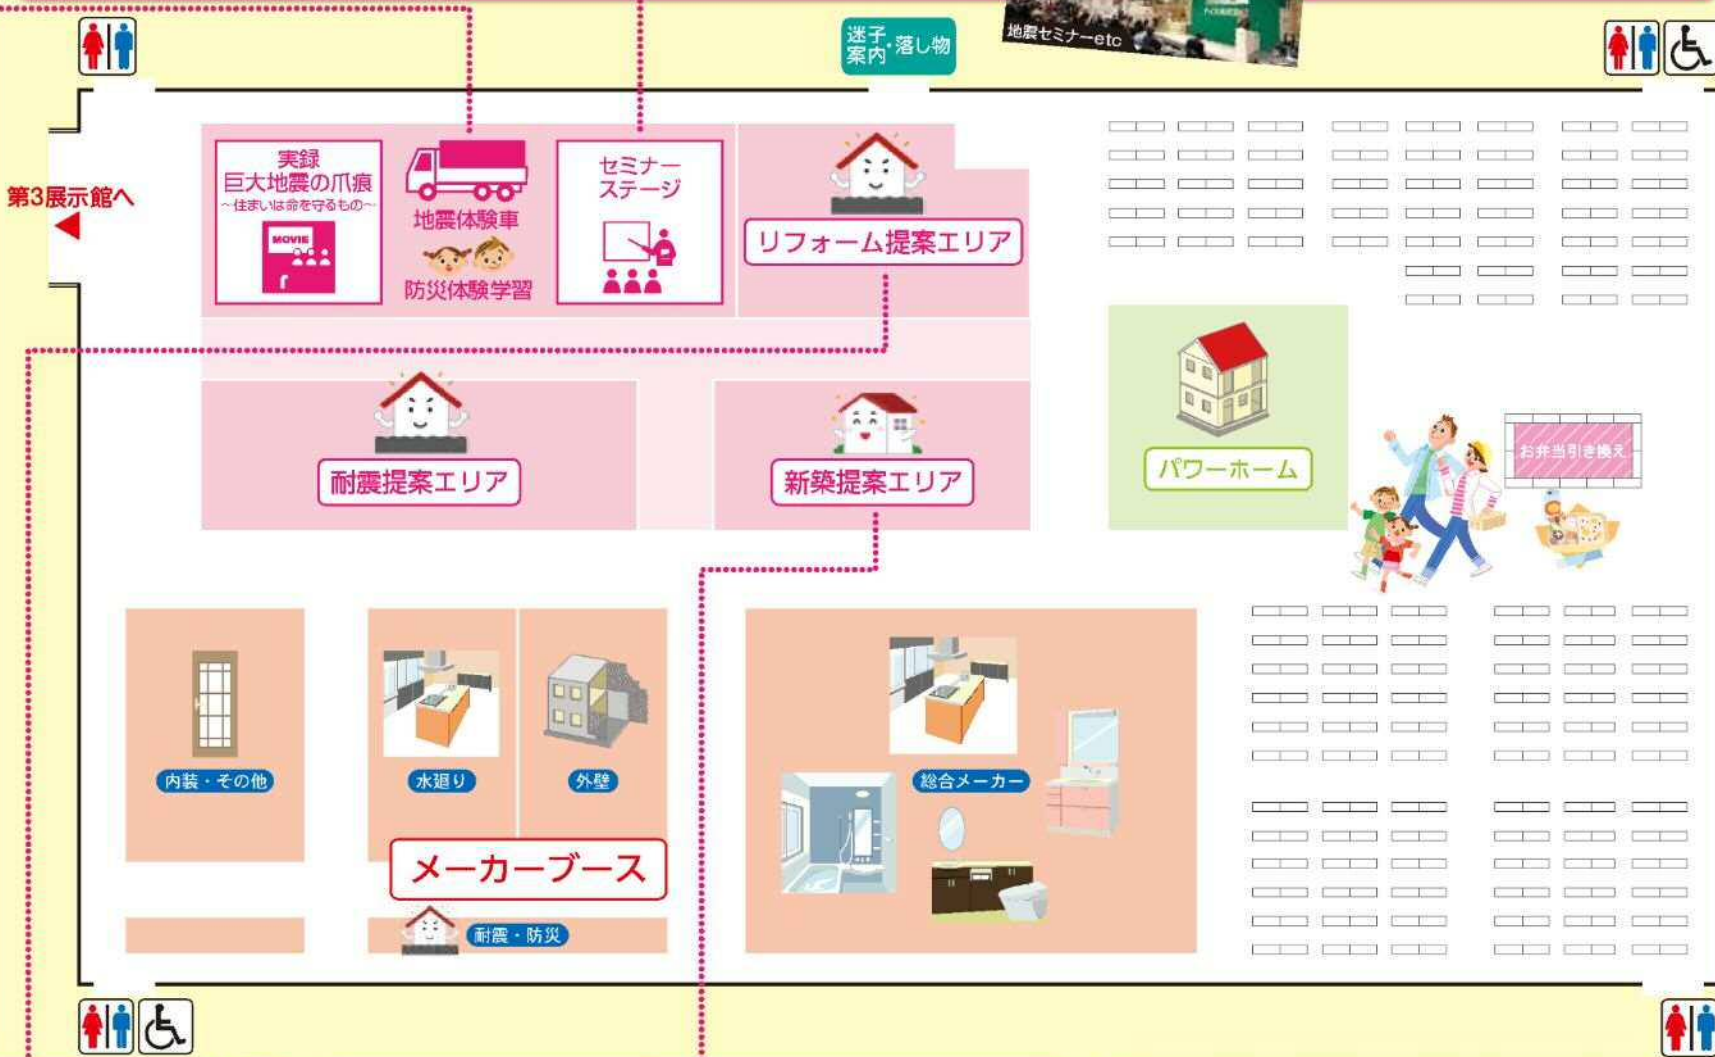 地震セミナーetc
迷子
案内・落し物
第3展示館へ
実録
巨大地震の爪痕
～住まいは命を守るもの～
MOVIE
地震体験車
防災体験学習
セミナー
ステージ
リフォーム提案エリア
耐震提案エリア
新築提案エリア
パワーホーム
お弁当引き換え
内装・その他
水廻り
外壁
総合メーカー
メーカーブース
耐震・防災